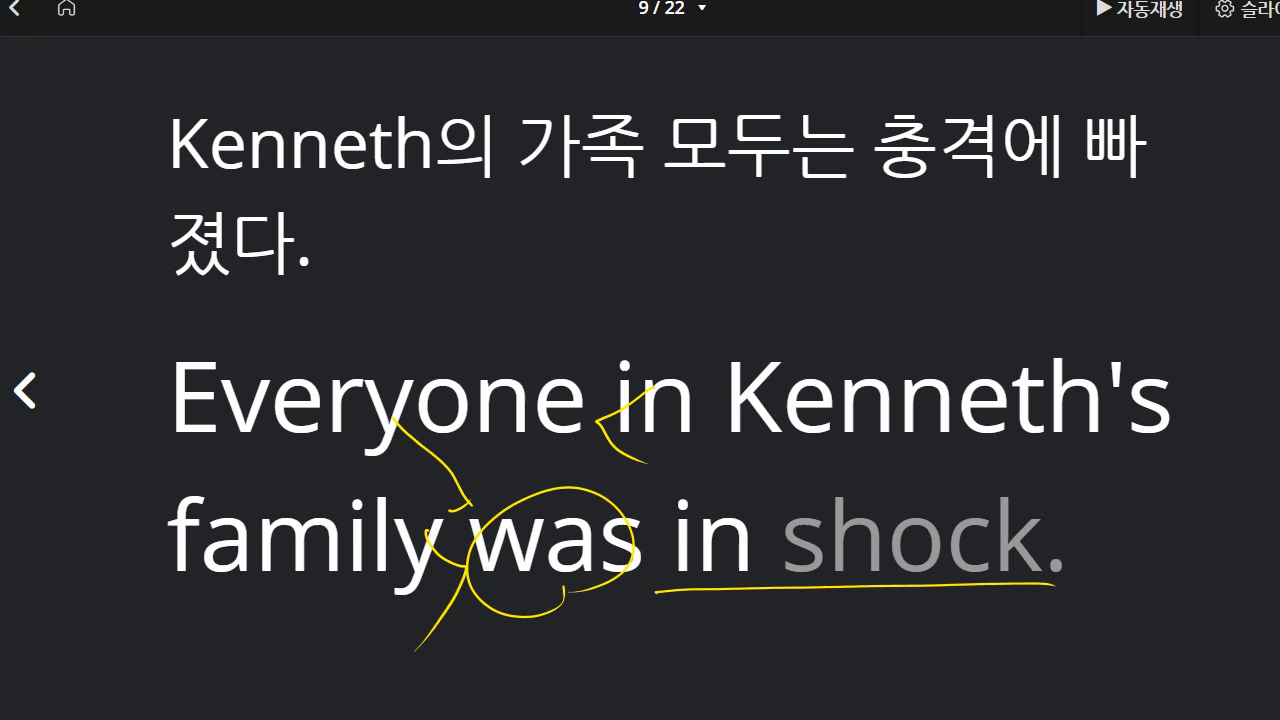 9 / 22
자동재생
Kenneth의 가족 모두는 충격에 빠
졌다.
Everyone in Kenneth's
family was in shock.